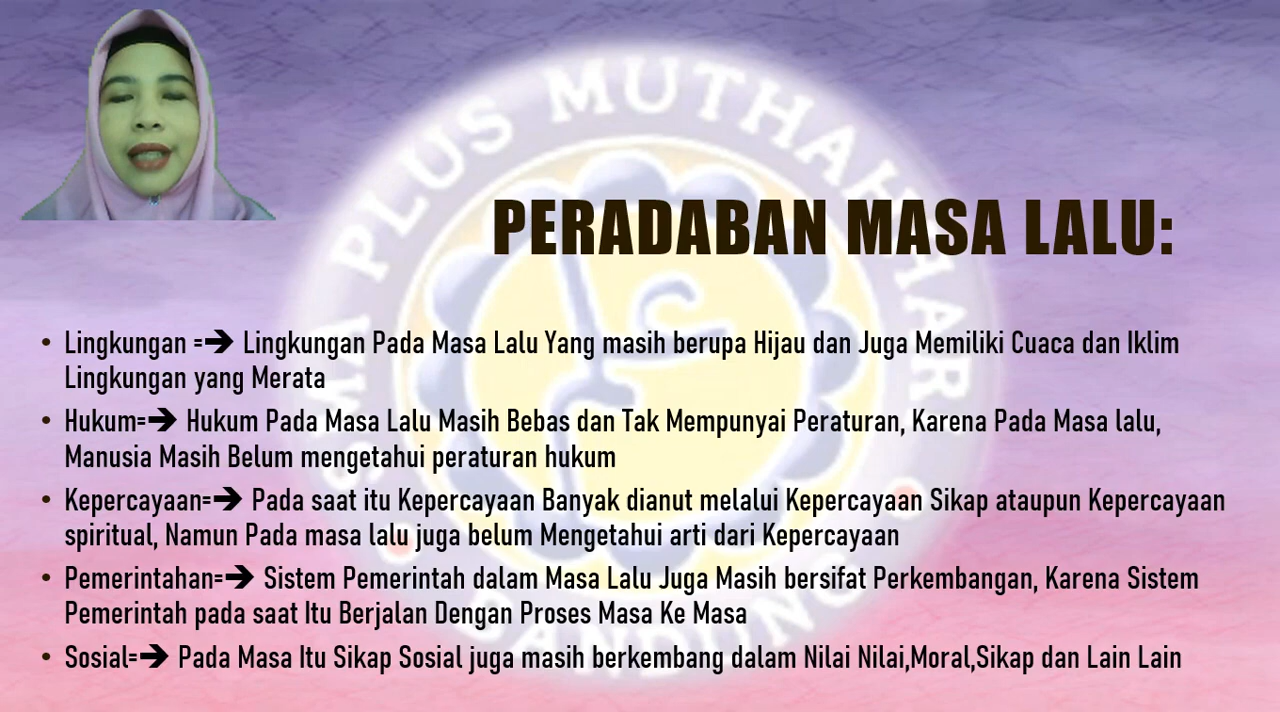 SMA PLUS MUTHAHHARI
BANDUNG
PERADABAN MASA LALU:
• Lingkungan =➔ Lingkungan Pada Masa Lalu Yang masih berupa Hijau dan Juga Memiliki Cuaca dan Iklim
Lingkungan yang Merata
• Hukum=➔ Hukum Pada Masa Lalu Masih Bebas dan Tak Mempunyai Peraturan, Karena Pada Masa lalu,
Manusia Masih Belum mengetahui peraturan hukum
• Kepercayaan=➔ Pada saat itu Kepercayaan Banyak dianut melalui Kepercayaan Sikap ataupun Kepercayaan
spiritual, Namun Pada masa lalu juga belum Mengetahui arti dari Kepercayaan
• Pemerintahan=➔ Sistem Pemerintah dalam Masa Lalu Juga Masih bersifat Perkembangan, Karena Sistem
Pemerintah pada saat Itu Berjalan Dengan Proses Masa Ke Masa
• Sosial=➔ Pada Masa Itu Sikap Sosial juga masih berkembang dalam Nilai Nilai,Moral,Sikap dan Lain Lain